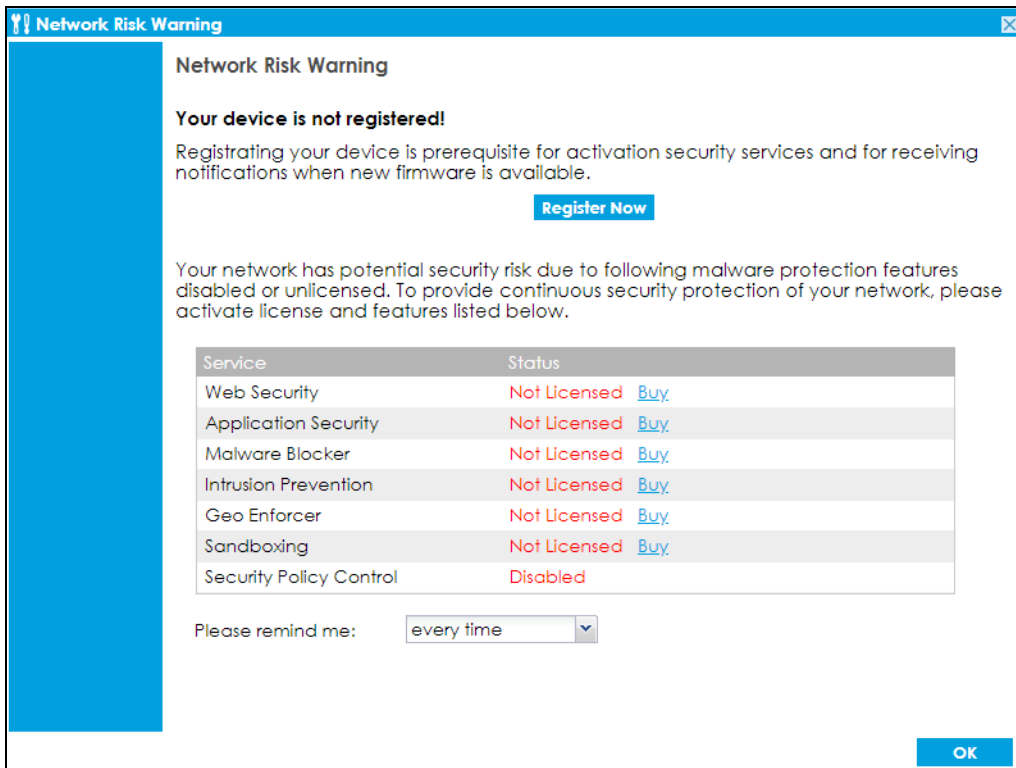 Network Risk Warning
Network Risk Warning
Your device is not registered!
Registrating your device is prerequisite for activation security services and for receiving
notifications when new firmware is available.
Register Now
Your network has potential security risk due to following malware protection features
disabled or unlicensed. To provide continuous security protection of your network, please
activate license and features listed below.
Service Status
Web Security Not Licensed Buy
Application Security Not Licensed Buy
Malware Blocker Not Licensed Buy
Intrusion Prevention Not Licensed Buy
Geo Enforcer Not Licensed Buy
Sandboxing Not Licensed Buy
Security Policy Control Disabled
Please remind me: every time
OK